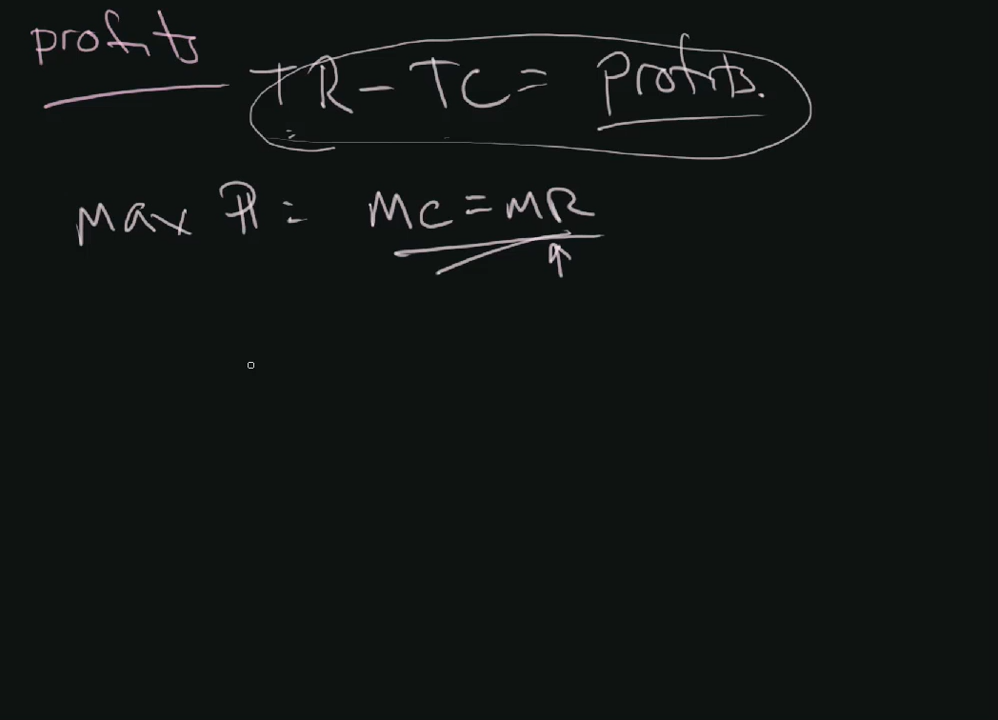 profits
TR - TC = Profits.
Max π = MC = MR